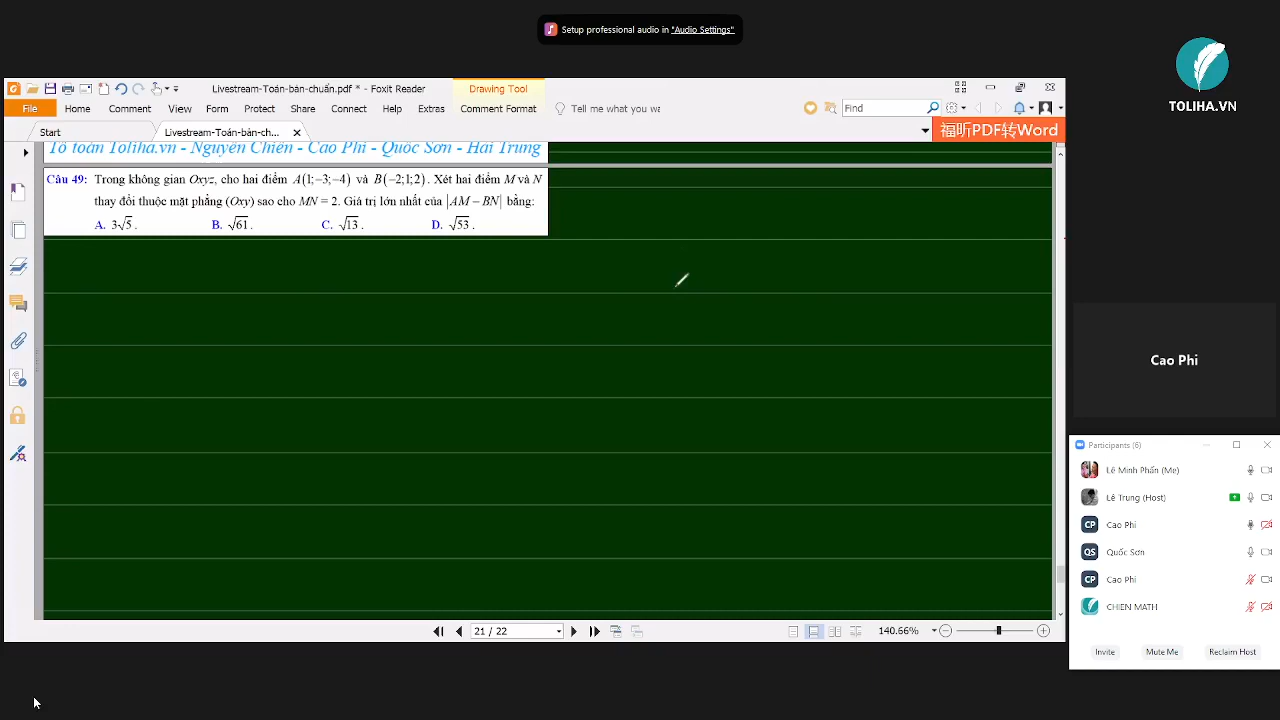 Setup professional audio in "Audio Settings"
TOLIHA.VN
Livestream-Toán-bản-chuẩn.pdf * - Foxit Reader
Drawing Tool
File Home Comment View Form Protect Share Connect Help Extras Comment Format Tell me what you wa Find
Start Livestream-Toán-bản-ch... 福昕PDF转Word
Tổ toán Toliha.vn - Nguyễn Chiến - Cao Phi - Quốc Sơn - Hải Trung
Câu 49: Trong không gian Oxyz, cho hai điểm A(1;−3;−4) và B(−2;1;2). Xét hai điểm M và N
thay đổi thuộc mặt phẳng (Oxy) sao cho MN = 2. Giá trị lớn nhất của |AM − BN| bằng:
A. 3√5. B. √61. C. √13. D. √53.
Cao Phi
Participants (6)
Lê Minh Phấn (Me)
Lê Trung (Host)
CP Cao Phi
QS Quốc Sơn
CP Cao Phi
CHIEN MATH
Invite Mute Me Reclaim Host
21 / 22 140.66%